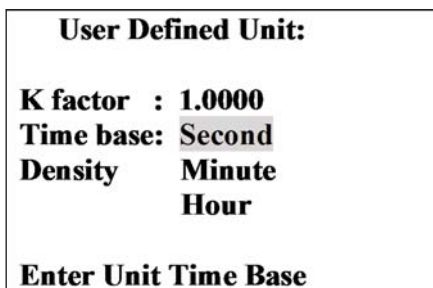 User Defined Unit:
K factor : 1.0000
Time base: Second
Density Minute
Hour
Enter Unit Time Base